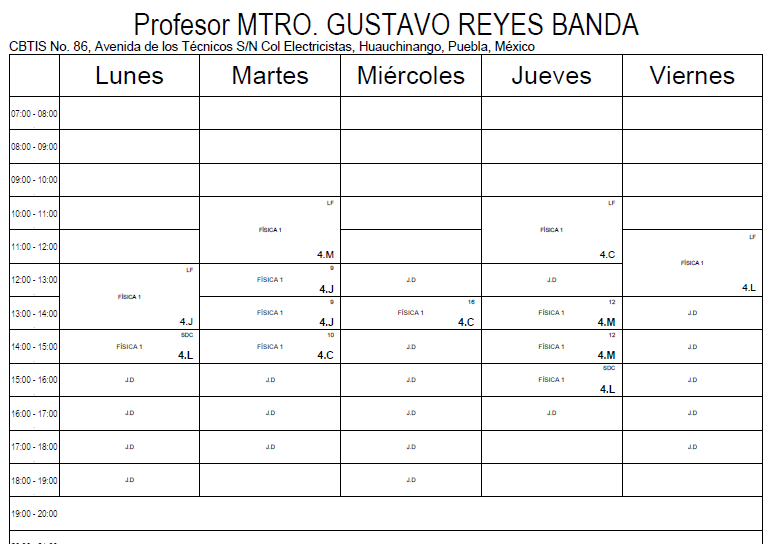 Profesor MTRO. GUSTAVO REYES BANDA
CBTIS No. 86, Avenida de los Técnicos S/N Col Electricistas, Huauchinango, Puebla, México
Lunes Martes Miércoles Jueves Viernes
07:00 - 08:00
08:00 - 09:00
09:00 - 10:00
10:00 - 11:00 LF LF
FÍSICA 1 FÍSICA 1
11:00 - 12:00 4.M 4.C LF
FÍSICA 1
12:00 - 13:00 LF FÍSICA 1 9 4.J J.D J.D 4.L
FÍSICA 1
13:00 - 14:00 4.J FÍSICA 1 9 4.J FÍSICA 1 16 4.C FÍSICA 1 12 4.M J.D
14:00 - 15:00 FÍSICA 1 SDC 4.L FÍSICA 1 10 4.C J.D FÍSICA 1 12 4.M J.D
15:00 - 16:00 J.D J.D J.D FÍSICA 1 SDC 4.L J.D
16:00 - 17:00 J.D J.D J.D J.D J.D
17:00 - 18:00 J.D J.D J.D J.D
18:00 - 19:00 J.D J.D
19:00 - 20:00